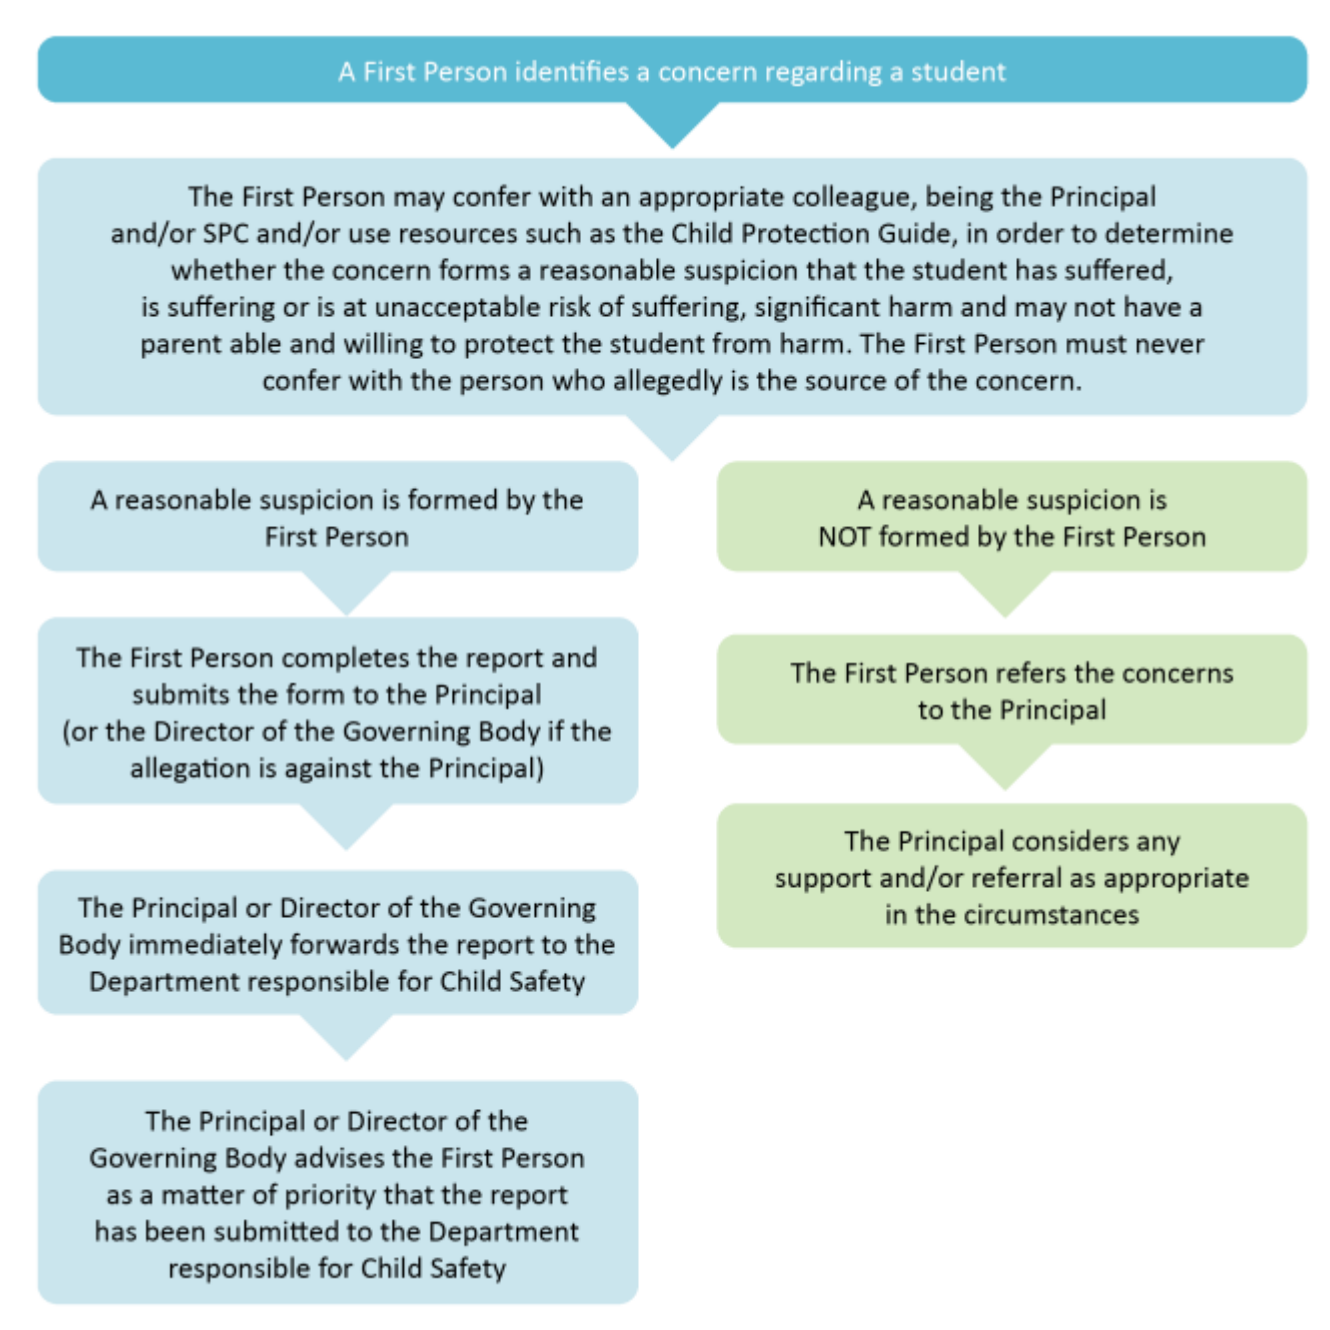 A First Person identifies a concern regarding a student
The First Person may confer with an appropriate colleague, being the Principal
and/or SPC and/or use resources such as the Child Protection Guide, in order to determine
whether the concern forms a reasonable suspicion that the student has suffered,
is suffering or is at unacceptable risk of suffering, significant harm and may not have a
parent able and willing to protect the student from harm. The First Person must never
confer with the person who allegedly is the source of the concern.
A reasonable suspicion is formed by the
First Person
The First Person completes the report and
submits the form to the Principal
(or the Director of the Governing Body if the
allegation is against the Principal)
The Principal or Director of the Governing
Body immediately forwards the report to the
Department responsible for Child Safety
The Principal or Director of the
Governing Body advises the First Person
as a matter of priority that the report
has been submitted to the Department
responsible for Child Safety
A reasonable suspicion is
NOT formed by the First Person
The First Person refers the concerns
to the Principal
The Principal considers any
support and/or referral as appropriate
in the circumstances